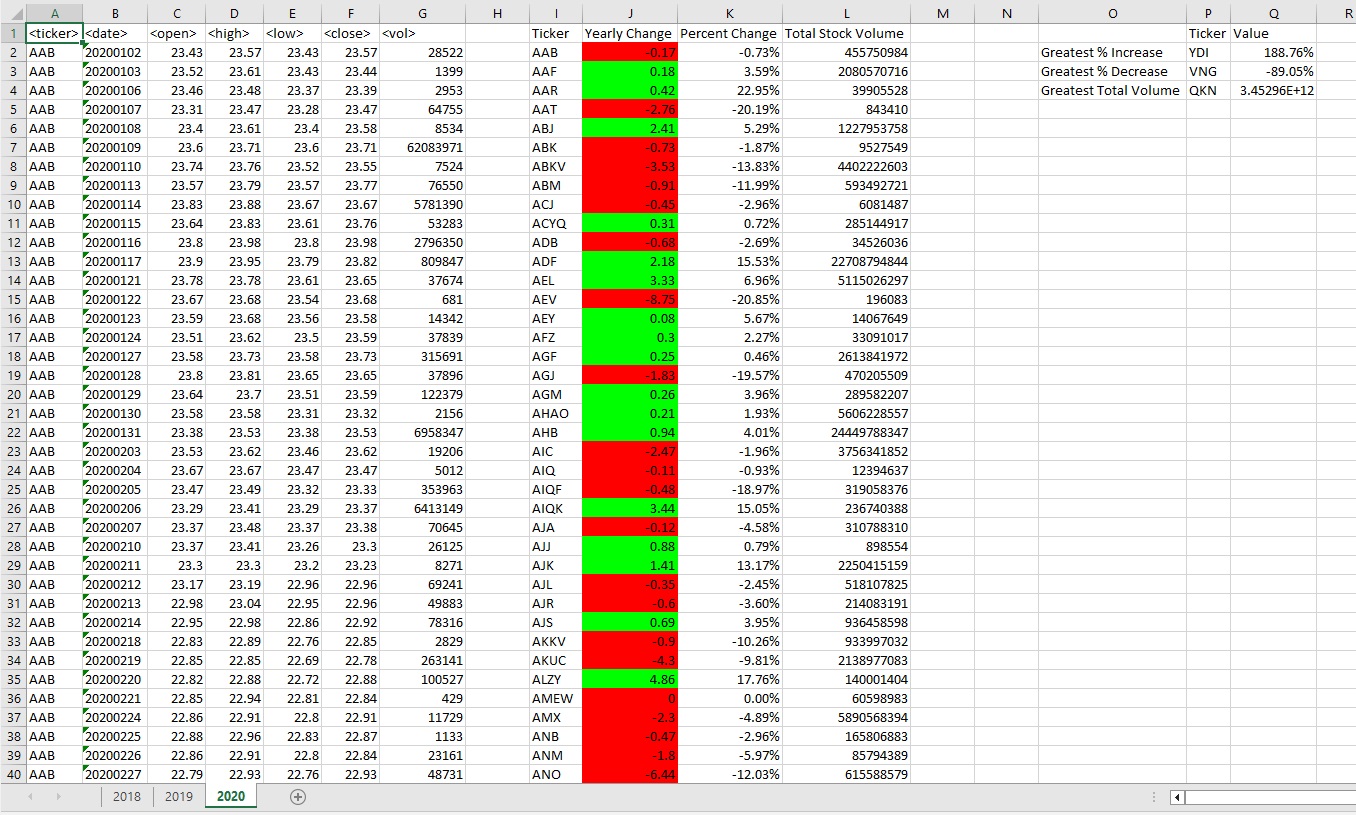 A B C D E F G H I J K L M N O P Q R
1 <ticker> <date> <open> <high> <low> <close> <vol> Ticker Yearly Change Percent Change Total Stock Volume Ticker Value
2 AAB 20200102 23.43 23.57 23.43 23.57 28522 AAB -0.17 -0.73% 455750984 Greatest % Increase YDI 188.76%
3 AAB 20200103 23.52 23.61 23.43 23.44 1399 AAF 0.18 3.59% 2080570716 Greatest % Decrease VNG -89.05%
4 AAB 20200106 23.46 23.48 23.37 23.39 2953 AAR 0.42 22.95% 39905528 Greatest Total Volume QKN 3.45296E+12
5 AAB 20200107 23.31 23.47 23.28 23.47 64755 AAT -2.76 -20.19% 843410
6 AAB 20200108 23.4 23.61 23.4 23.58 8534 ABJ 2.41 5.29% 1227953758
7 AAB 20200109 23.6 23.71 23.6 23.71 62083971 ABK -0.73 -1.87% 9527549
8 AAB 20200110 23.74 23.76 23.52 23.55 7524 ABKV -3.53 -13.83% 4402222603
9 AAB 20200113 23.57 23.79 23.57 23.77 76550 ABM -0.91 -11.99% 593492721
10 AAB 20200114 23.83 23.88 23.67 23.67 5781390 ACJ -0.45 -2.96% 6081487
11 AAB 20200115 23.64 23.83 23.61 23.76 53283 ACYQ 0.31 0.72% 285144917
12 AAB 20200116 23.8 23.98 23.8 23.98 2796350 ADB -0.68 -2.69% 34526036
13 AAB 20200117 23.9 23.95 23.79 23.82 809847 ADF 2.18 15.53% 22708794844
14 AAB 20200121 23.78 23.78 23.61 23.65 37674 AEL 3.33 6.96% 5115026297
15 AAB 20200122 23.67 23.68 23.54 23.68 681 AEV -8.75 -20.85% 196083
16 AAB 20200123 23.59 23.68 23.56 23.58 14342 AEY 0.08 5.67% 14067649
17 AAB 20200124 23.51 23.62 23.5 23.59 37839 AFZ 0.3 2.27% 33091017
18 AAB 20200127 23.58 23.73 23.58 23.73 315691 AGF 0.25 0.46% 2613841972
19 AAB 20200128 23.8 23.81 23.65 23.65 37896 AGJ -1.83 -19.57% 470205509
20 AAB 20200129 23.64 23.7 23.51 23.59 122379 AGM 0.26 3.96% 289582207
21 AAB 20200130 23.58 23.58 23.31 23.32 2156 AHAO 0.21 1.93% 5606228557
22 AAB 20200131 23.38 23.53 23.38 23.53 6958347 AHB 0.94 4.01% 24449788347
23 AAB 20200203 23.53 23.62 23.46 23.62 19206 AIC -2.47 -1.96% 3756341852
24 AAB 20200204 23.67 23.67 23.47 23.47 5012 AIQ -0.11 -0.93% 12394637
25 AAB 20200205 23.47 23.49 23.32 23.33 353963 AIQF -0.48 -18.97% 319058376
26 AAB 20200206 23.29 23.41 23.29 23.37 6413149 AIQK 3.44 15.05% 236740388
27 AAB 20200207 23.37 23.48 23.37 23.38 70645 AJA -0.12 -4.58% 310788310
28 AAB 20200210 23.37 23.41 23.26 23.3 26125 AJJ 0.88 0.79% 898554
29 AAB 20200211 23.3 23.3 23.2 23.23 8271 AJK 1.41 13.17% 2250415159
30 AAB 20200212 23.17 23.19 22.96 22.96 69241 AJL -0.35 -2.45% 518107825
31 AAB 20200213 22.98 23.04 22.95 22.96 49883 AJR -0.6 -3.60% 214083191
32 AAB 20200214 22.95 22.98 22.86 22.92 78316 AJS 0.69 3.95% 936458598
33 AAB 20200218 22.83 22.89 22.76 22.85 2829 AKKV -0.9 -10.26% 933997032
34 AAB 20200219 22.85 22.85 22.69 22.78 263141 AKUC -4.3 -9.81% 2138977083
35 AAB 20200220 22.82 22.88 22.72 22.88 100527 ALZY 4.86 17.76% 140001404
36 AAB 20200221 22.85 22.94 22.81 22.84 429 AMEW 0 0.00% 60598983
37 AAB 20200224 22.86 22.91 22.8 22.91 11729 AMX -2.3 -4.89% 5890568394
38 AAB 20200225 22.88 22.96 22.83 22.87 1133 ANB -0.47 -2.96% 165806883
39 AAB 20200226 22.86 22.91 22.8 22.84 23161 ANM -1.8 -5.97% 85794389
40 AAB 20200227 22.79 22.93 22.76 22.93 48731 ANO -6.44 -12.03% 615588579
2018 2019 2020